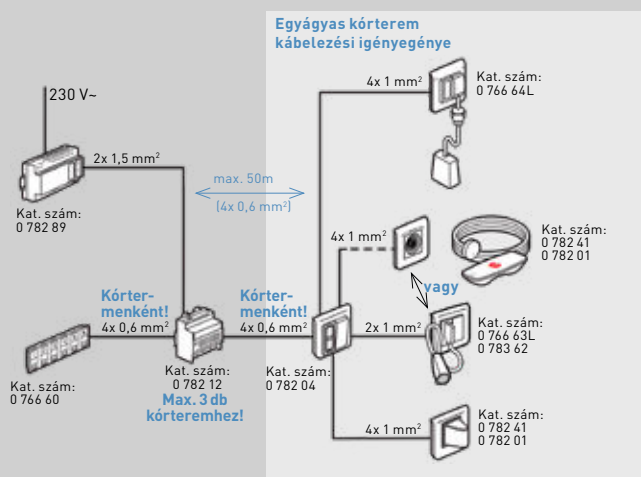 Egyágyas kórterem
kábelezési igényegénye
4x 1 mm²
Kat. szám:
0 766 64L
230 V~
2x 1,5 mm²
Kat. szám:
0 782 89
max. 50m
(4x 0,6 mm²)
4x 1 mm²
Kat. szám:
0 782 41
0 782 01
vagy
Kórter-
menként!
4x 0,6 mm²
Kórter-
menként!
4x 0,6 mm²
2x 1 mm²
Kat. szám:
0 766 63L
0 783 62
Kat. szám:
0 766 60
Kat. szám:
0 782 12
Max. 3 db
kórteremhez!
Kat. szám:
0 782 04
4x 1 mm²
Kat. szám:
0 782 41
0 782 01